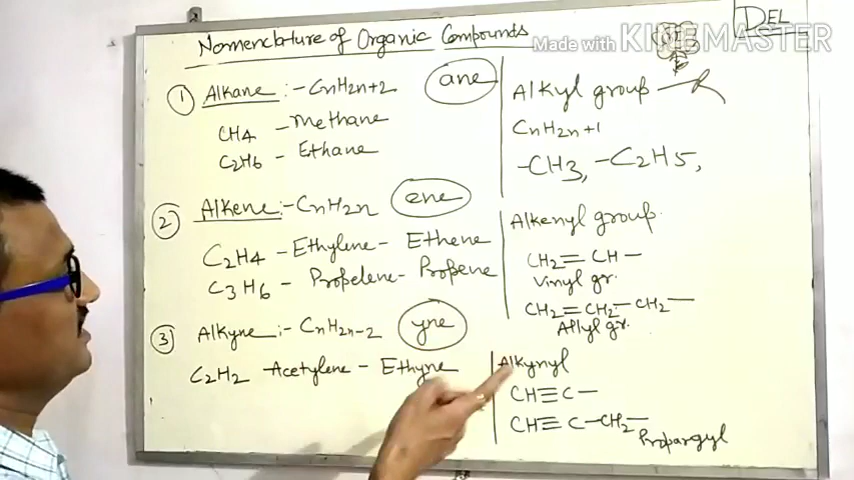 Nomenclature of Organic Compounds
Made with KINEMASTER
DEL
① Alkane :- CnH2n+2 ane
CH4 - Methane
C2H6 - Ethane
② Alkene :- CnH2n ene
C2H4 - Ethylene - Ethene
C3H6 - Propelene - Propene
③ Alkyne :- CnH2n-2 yne
C2H2 Acetylene - Ethyne
Alkyl group — R
CnH2n+1
-CH3, -C2H5,
Alkenyl group.
CH2=CH-
Vinyl gr.
CH2=CH2-CH2-
Allyl gr.
Alkynyl
CH≡C-
CH≡C-CH2-
Propargyl